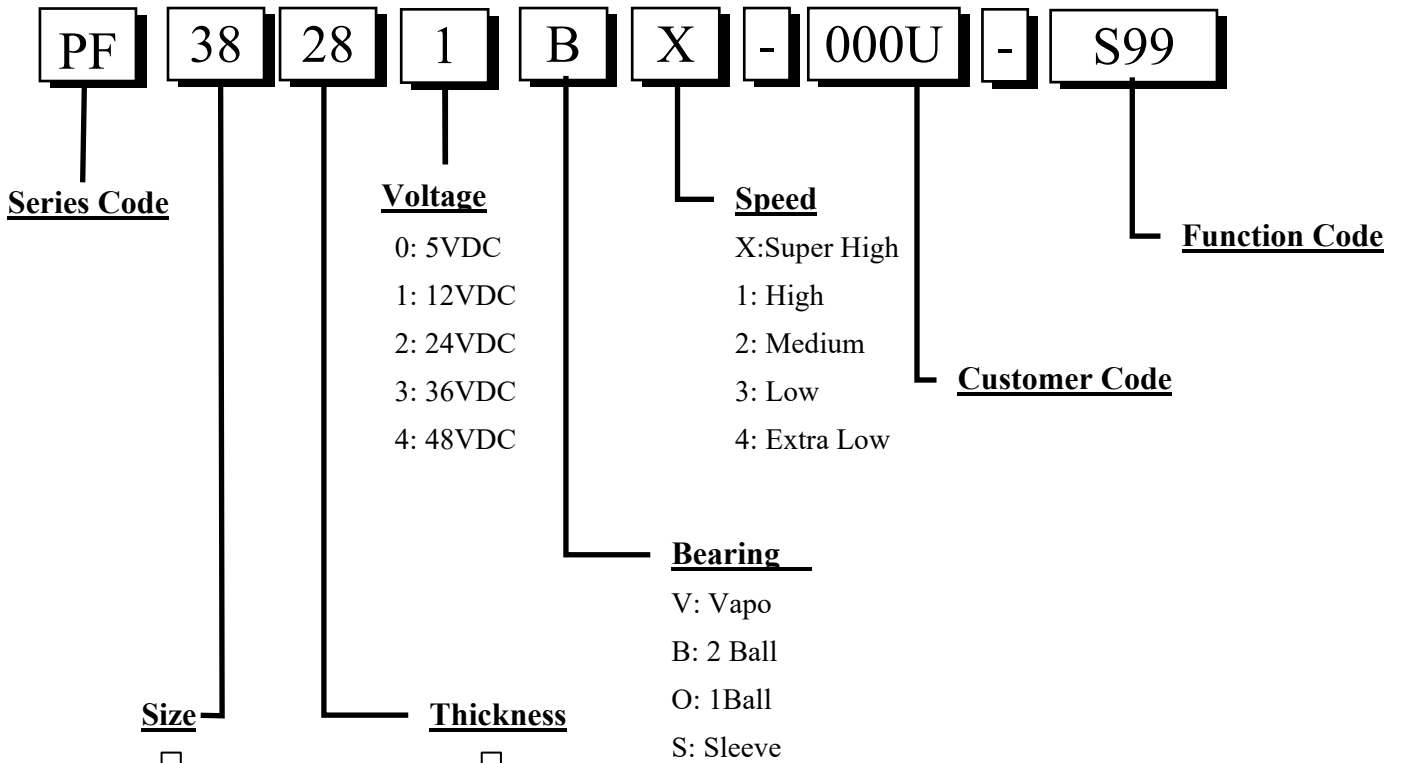 PF 38 28 1 B X - 000U - S99
Series Code
Voltage
0: 5VDC
1: 12VDC
2: 24VDC
3: 36VDC
4: 48VDC
Speed
X:Super High
1: High
2: Medium
3: Low
4: Extra Low
Function Code
Customer Code
Bearing
V: Vapo
B: 2 Ball
O: 1Ball
S: Sleeve
Size
Thickness